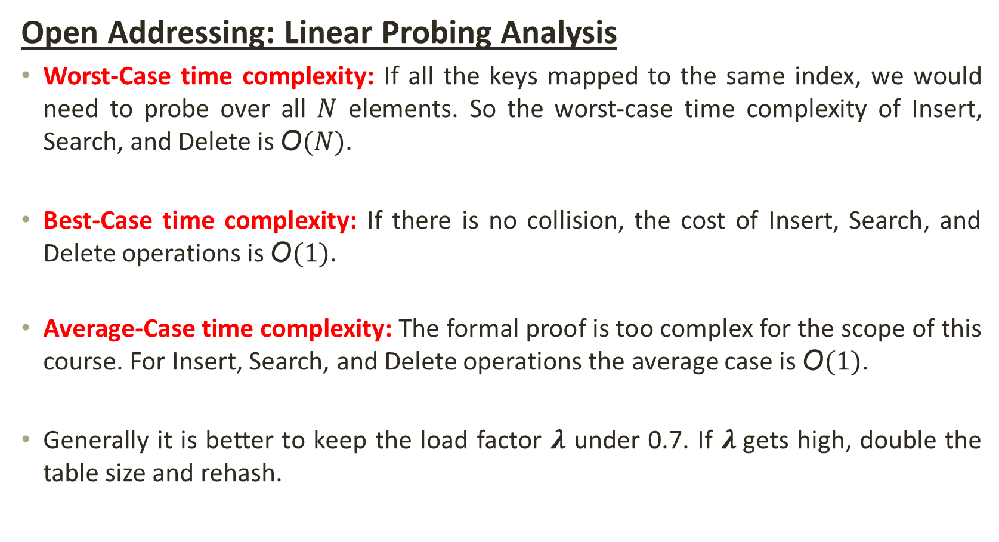 Open Addressing: Linear Probing Analysis
• Worst-Case time complexity: If all the keys mapped to the same index, we would
need to probe over all N elements. So the worst-case time complexity of Insert,
Search, and Delete is O(N).
• Best-Case time complexity: If there is no collision, the cost of Insert, Search, and
Delete operations is O(1).
• Average-Case time complexity: The formal proof is too complex for the scope of this
course. For Insert, Search, and Delete operations the average case is O(1).
• Generally it is better to keep the load factor λ under 0.7. If λ gets high, double the
table size and rehash.